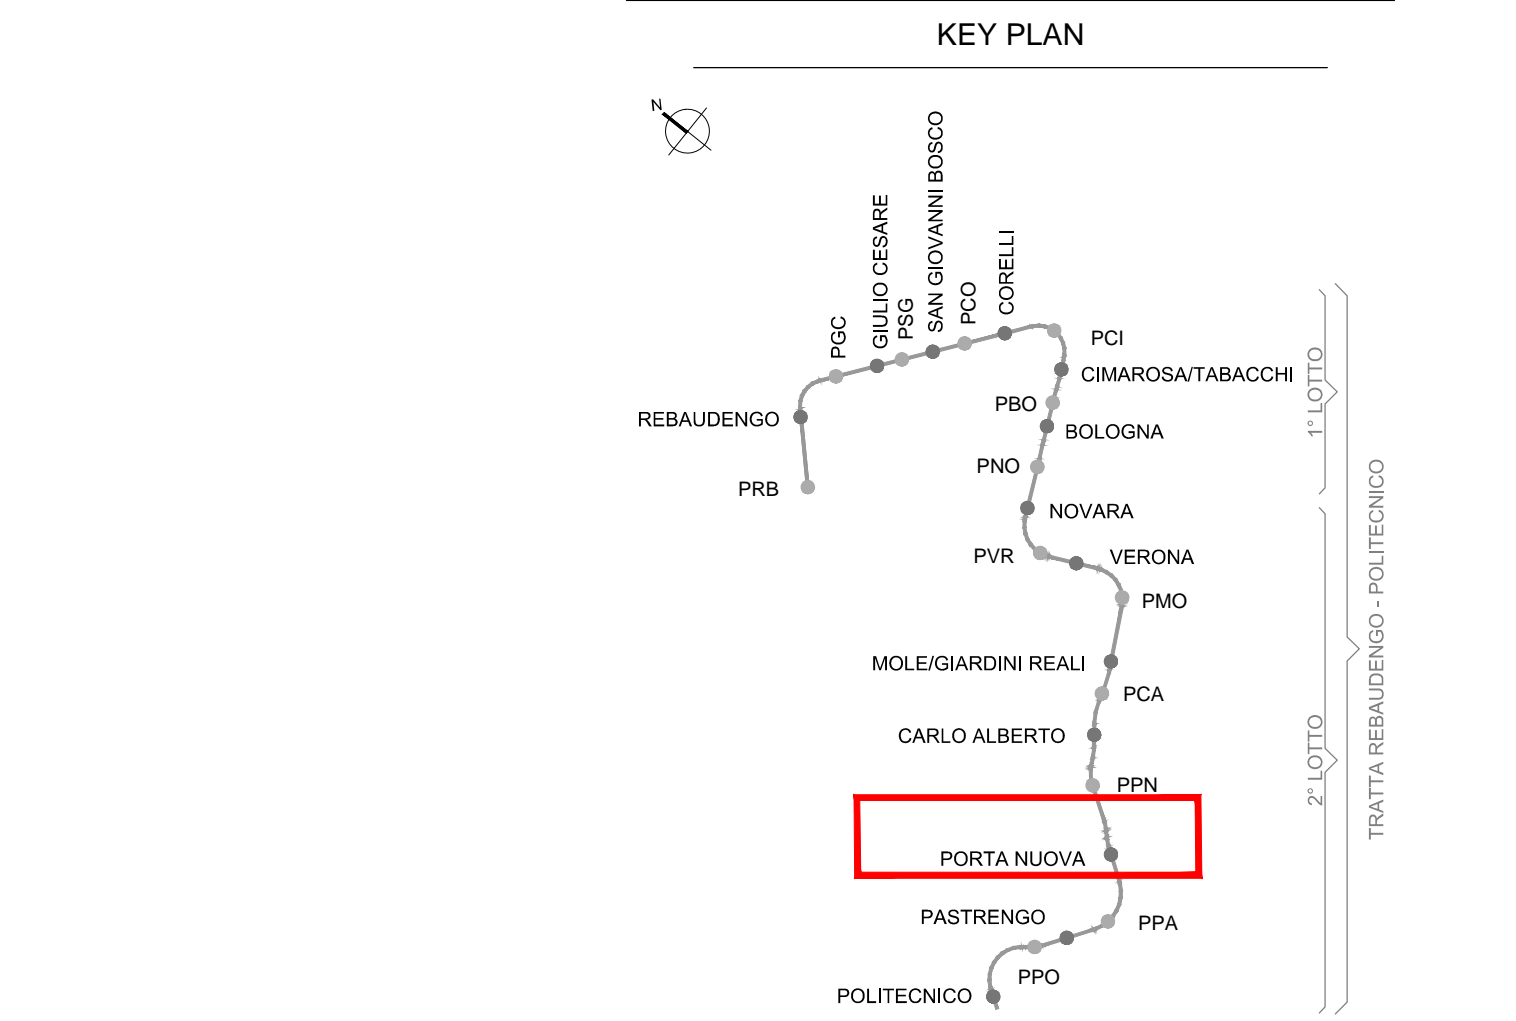 KEY PLAN
N
SAN GIOVANNI BOSCO
GIULIO CESARE
CORELLI
PCO
PSG
PGC
PCI
CIMAROSA/TABACCHI
PBO
REBAUDENGO
BOLOGNA
PNO
PRB
NOVARA
PVR
VERONA
PMO
MOLE/GIARDINI REALI
PCA
CARLO ALBERTO
PPN
PORTA NUOVA
PASTRENGO
PPA
PPO
POLITECNICO
1° LOTTO
2° LOTTO
TRATTA REBAUDENGO - POLITECNICO